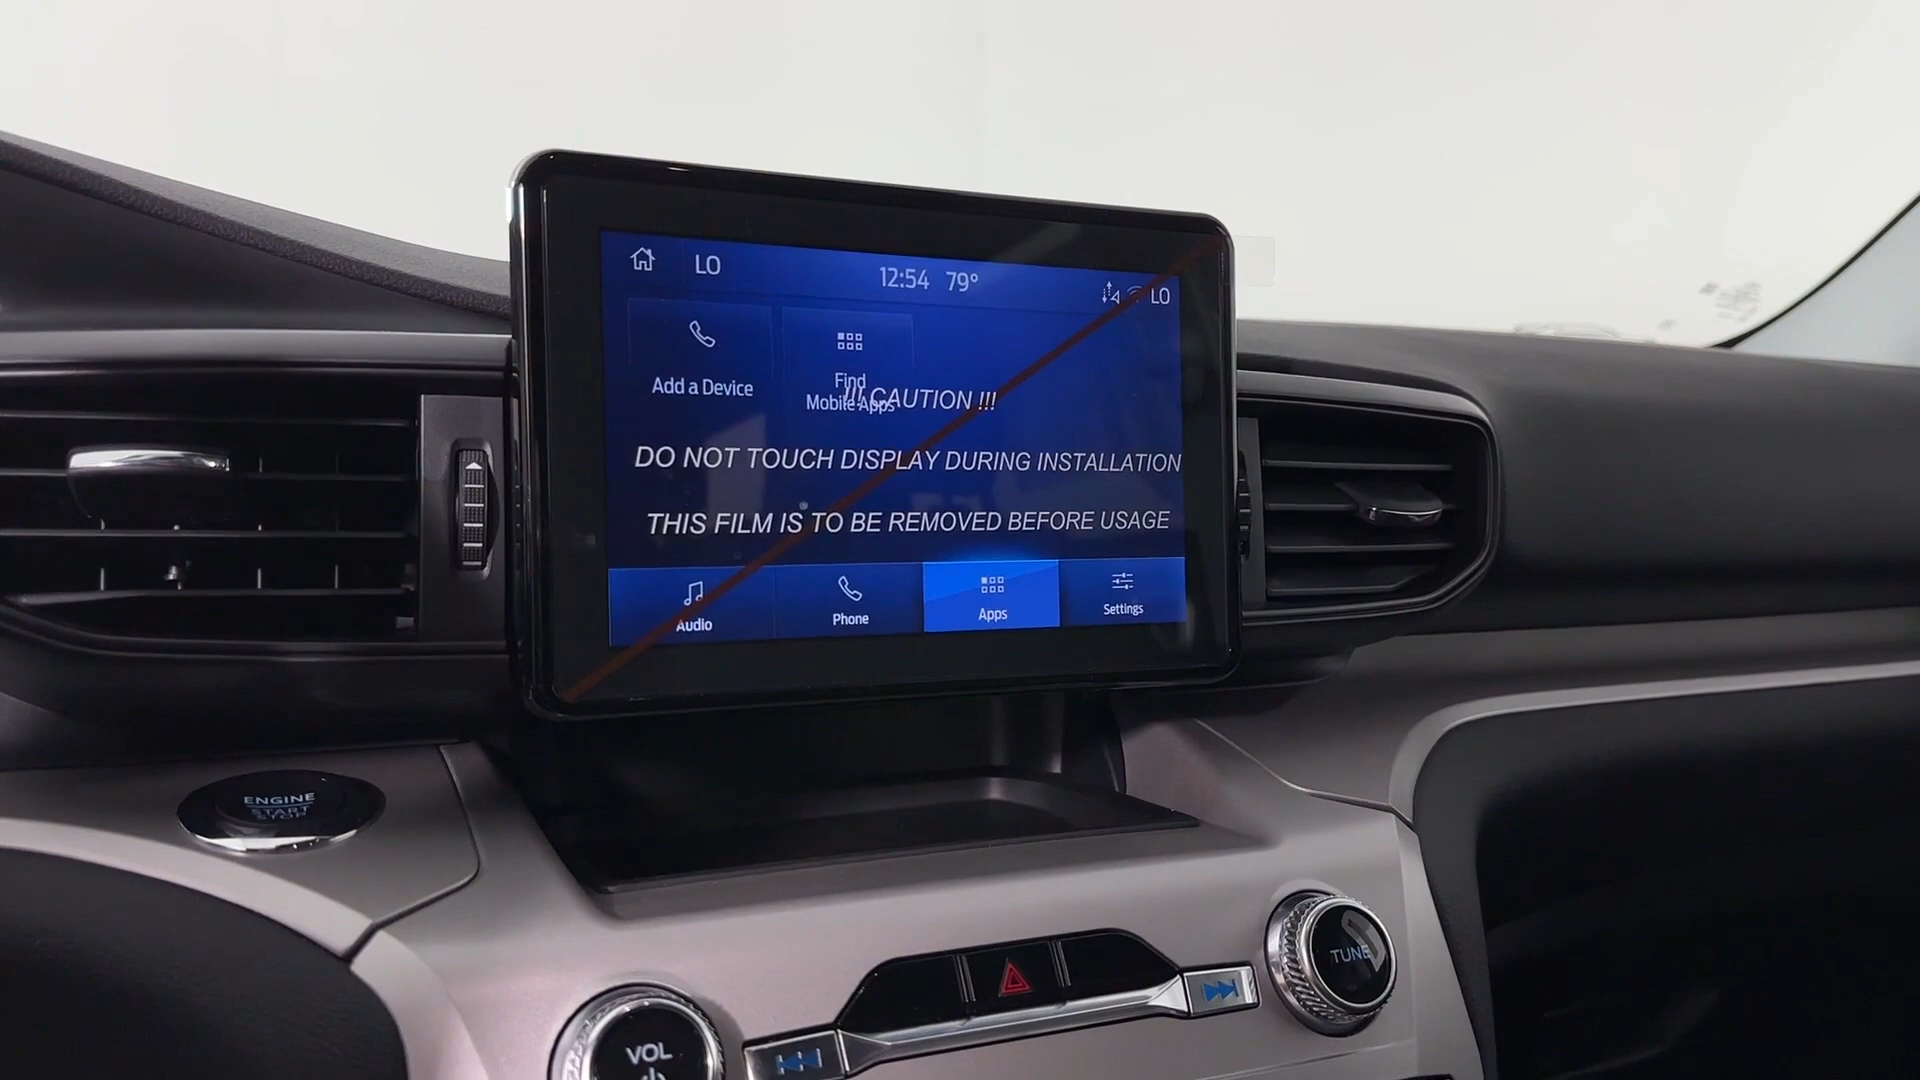 LO
12:54 79°
LO
Add a Device
Find
Mobile Apps
!!! CAUTION !!!
DO NOT TOUCH DISPLAY DURING INSTALLATION
THIS FILM IS TO BE REMOVED BEFORE USAGE
Audio
Phone
Apps
Settings
ENGINE
START
STOP
TUNE
VOL